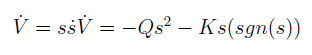 V̇ = sṡV̇ = −Qs² − Ks(sgn(s))